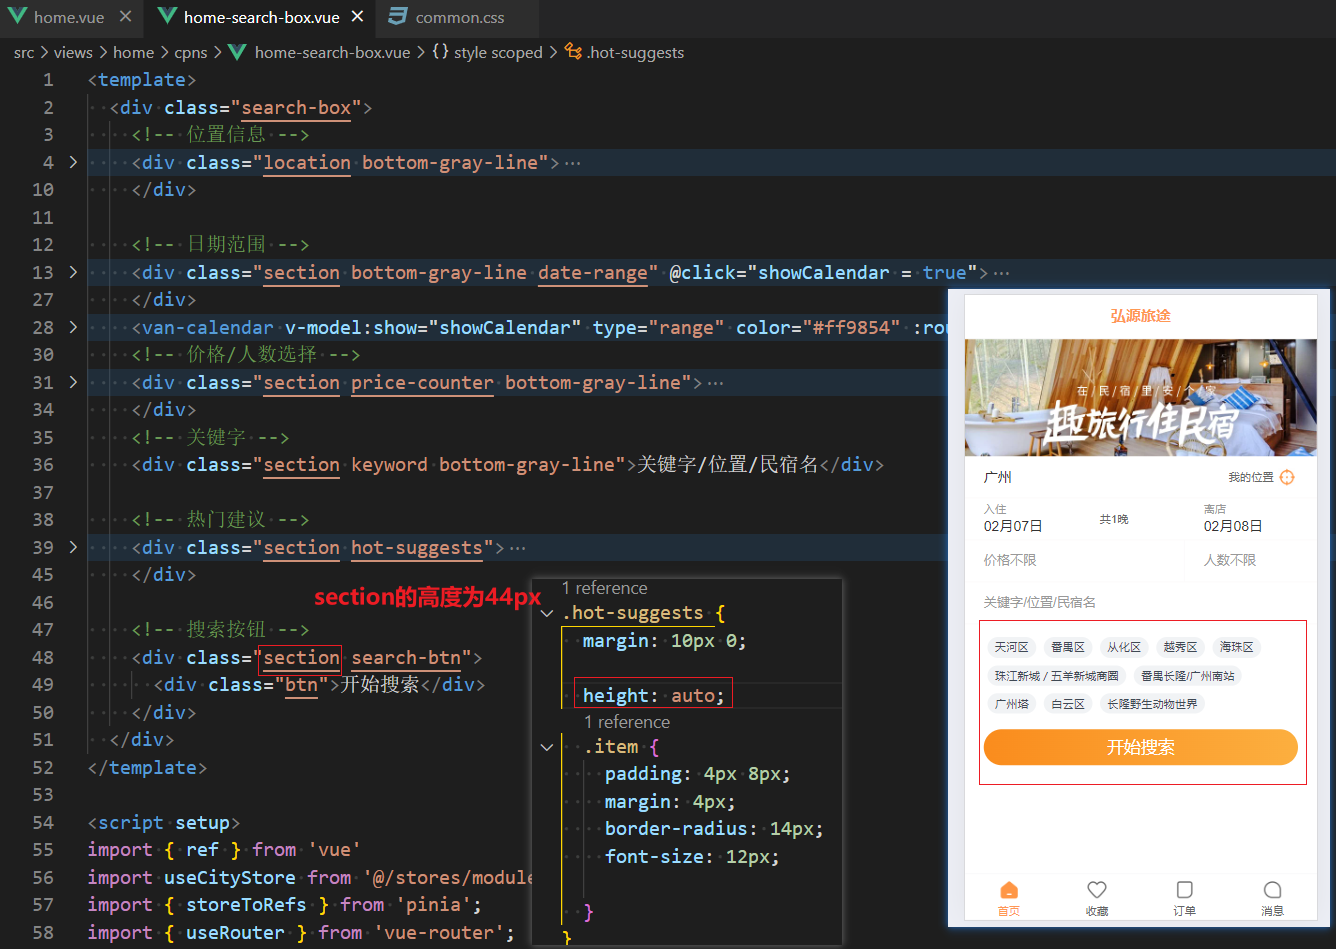 home.vue
home-search-box.vue
common.css
src > views > home > cpns > home-search-box.vue > {} style scoped > .hot-suggests
1 <template>
2 <div class="search-box">
3 <!-- 位置信息 -->
4 <div class="location bottom-gray-line">···
10 </div>
11
12 <!-- 日期范围 -->
13 <div class="section bottom-gray-line date-range" @click="showCalendar = true">···
27 </div>
28 <van-calendar v-model:show="showCalendar" type="range" color="#ff9854" :rou
30 <!-- 价格/人数选择 -->
31 <div class="section price-counter bottom-gray-line">···
34 </div>
35 <!-- 关键字 -->
36 <div class="section keyword bottom-gray-line">关键字/位置/民宿名</div>
37
38 <!-- 热门建议 -->
39 <div class="section hot-suggests">···
45 </div>
46
47 <!-- 搜索按钮 -->
48 <div class="section search-btn">
49 <div class="btn">开始搜索</div>
50 </div>
51 </div>
52 </template>
53
54 <script setup>
55 import { ref } from 'vue'
56 import useCityStore from '@/stores/module
57 import { storeToRefs } from 'pinia';
58 import { useRouter } from 'vue-router';
section的高度为44px
1 reference
.hot-suggests {
margin: 10px 0;
height: auto;
1 reference
.item {
padding: 4px 8px;
margin: 4px;
border-radius: 14px;
font-size: 12px;
}
}
弘源旅途
在/民/宿/里/安/个/家
趣旅行住民宿
广州
我的位置
入住
02月07日
共1晚
离店
02月08日
价格不限
人数不限
关键字/位置/民宿名
天河区 番禺区 从化区 越秀区 海珠区
珠江新城 / 五羊新城商圈 番禺长隆/广州南站
广州塔 白云区 长隆野生动物世界
开始搜索
首页 收藏 订单 消息